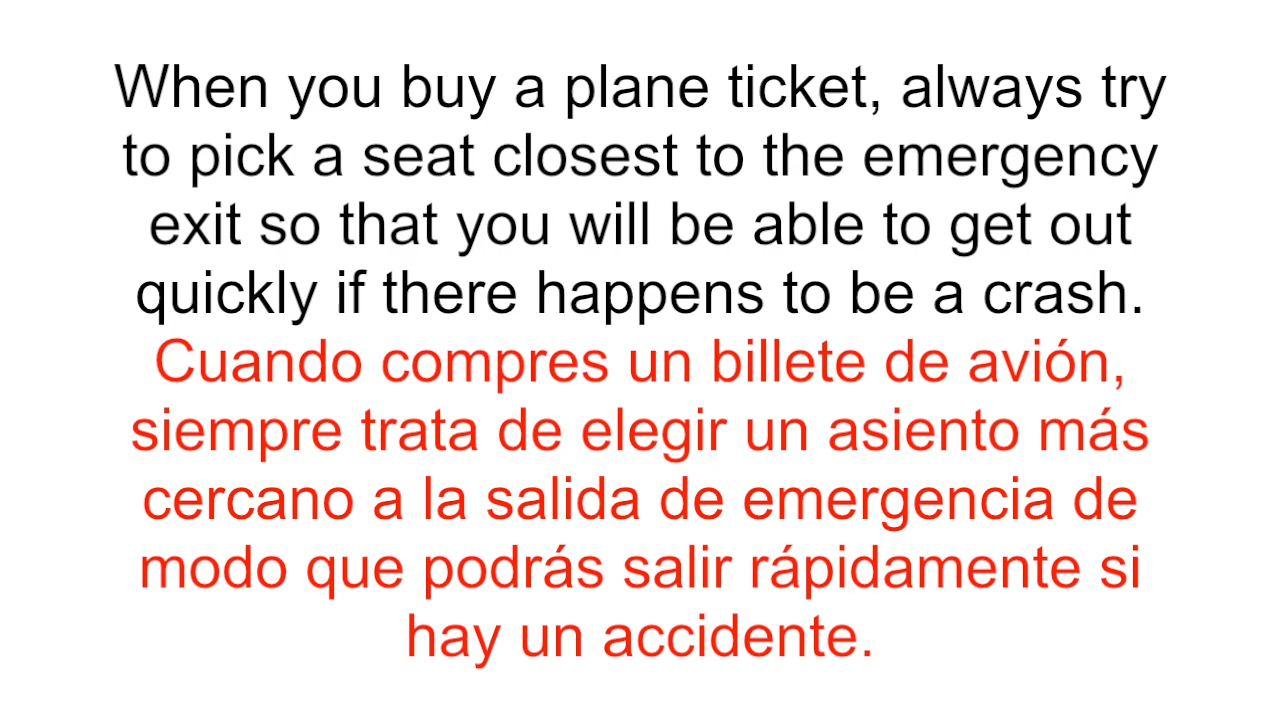 When you buy a plane ticket, always try
to pick a seat closest to the emergency
exit so that you will be able to get out
quickly if there happens to be a crash.
Cuando compres un billete de avión,
siempre trata de elegir un asiento más
cercano a la salida de emergencia de
modo que podrás salir rápidamente si
hay un accidente.